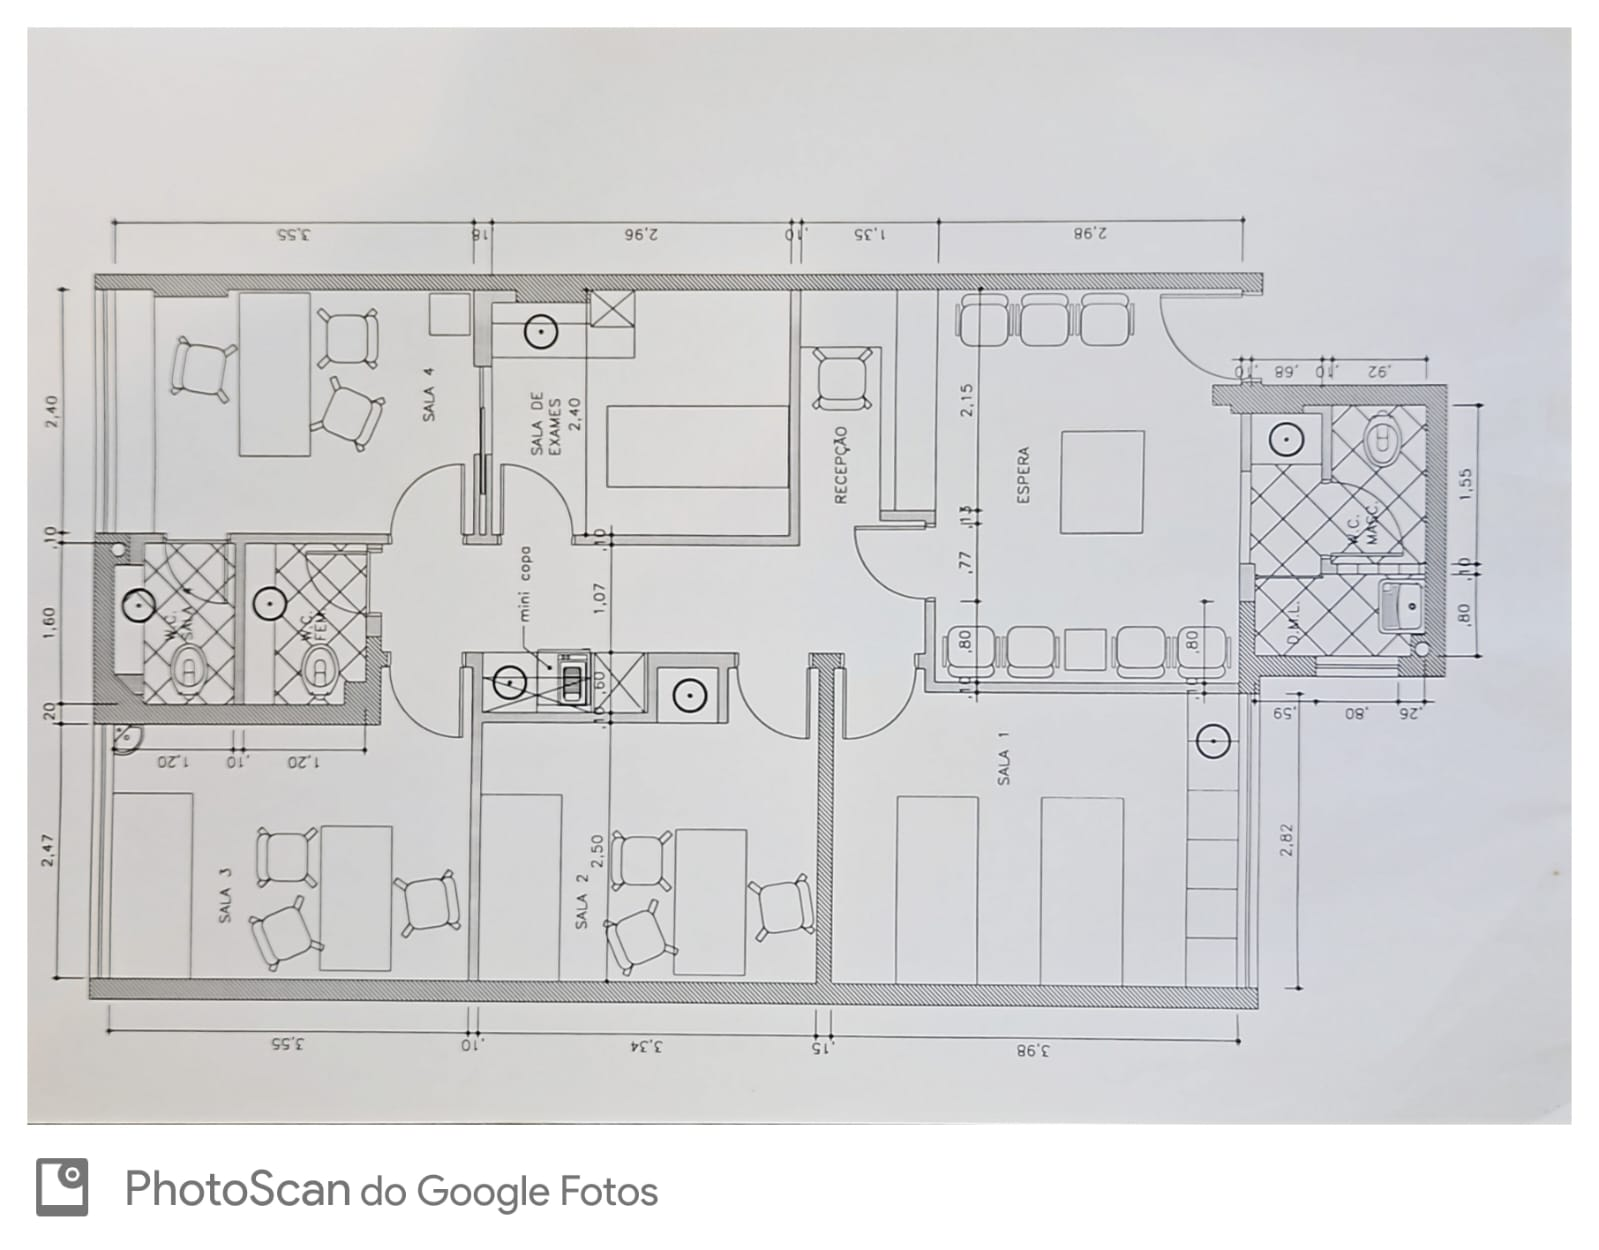 3,55
,18
2,96
,10
1,35
2,98
2,40
SALA 4
SALA DE
EXAMES
2,40
RECEPÇÃO
2,15
ESPERA
,10
,68
,10
,92
1,55
W.C.
MASC.
,10
,13
,77
,10
,10
1,60
W.C.
SALA
W.C.
FEM.
mini copa
1,07
,80
,80
D.M.L.
,80
,20
,60
,10
,10
,10
,59
,80
,26
1,20
,10
1,20
SALA 1
2,47
SALA 3
SALA 2
2,50
2,82
3,55
,10
3,34
,15
3,98
PhotoScan do Google Fotos